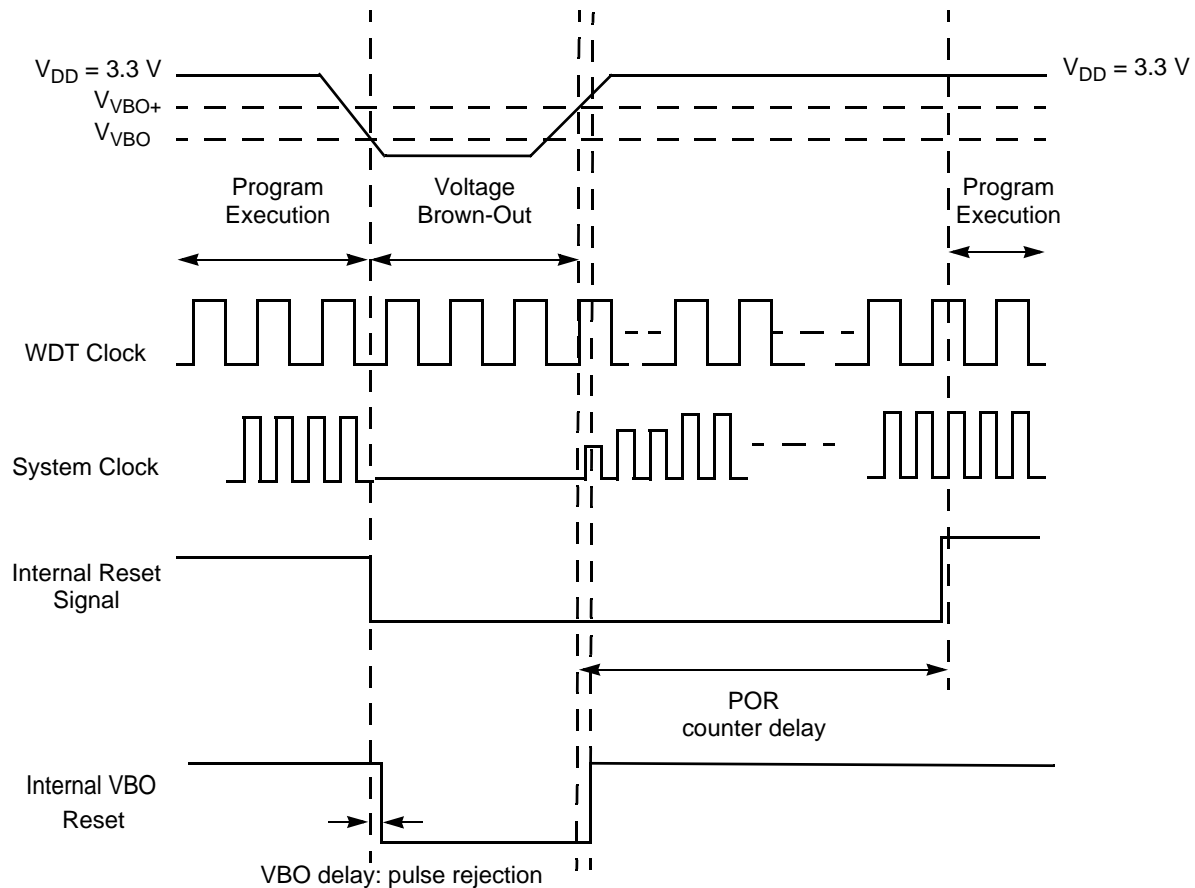 V_DD = 3.3 V
V_DD = 3.3 V
V_VBO+
V_VBO
Program
Execution
Voltage
Brown-Out
Program
Execution
WDT Clock
System Clock
Internal Reset
Signal
POR
counter delay
Internal VBO
Reset
VBO delay: pulse rejection